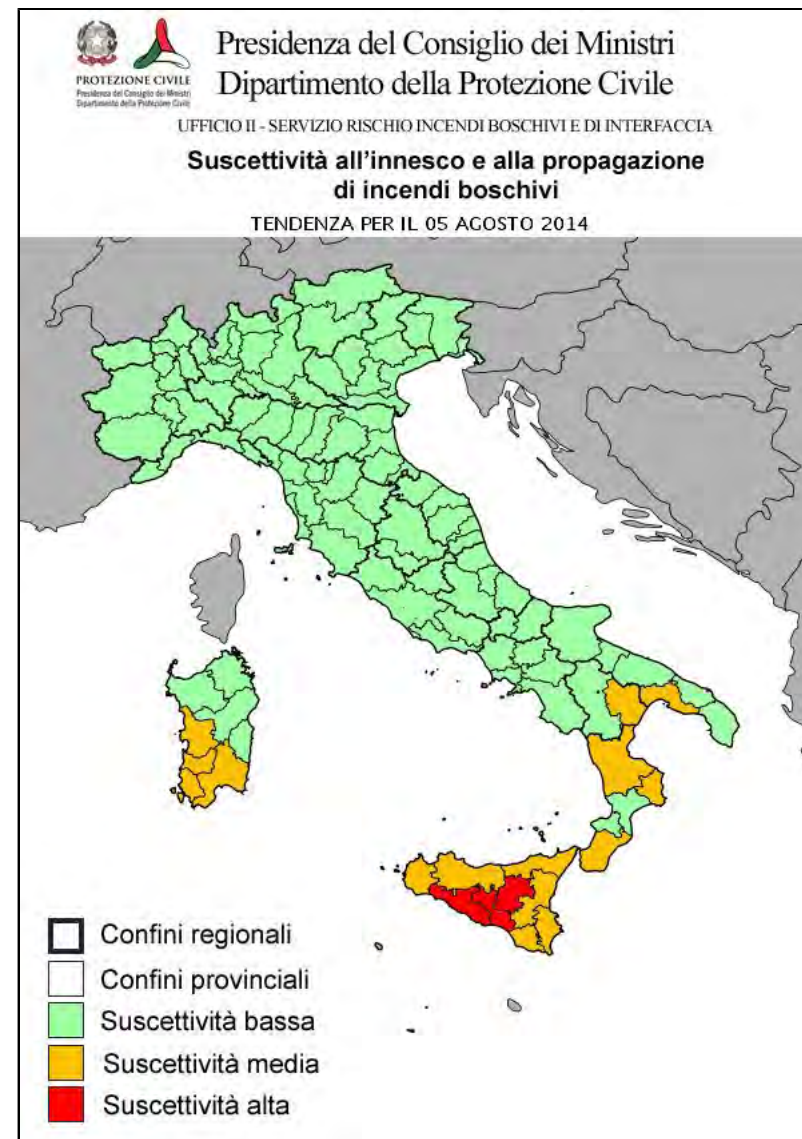 PROTEZIONE CIVILE
Presidenza del Consiglio dei Ministri
Dipartimento della Protezione Civile
Presidenza del Consiglio dei Ministri
Dipartimento della Protezione Civile
UFFICIO II - SERVIZIO RISCHIO INCENDI BOSCHIVI E DI INTERFACCIA
Suscettività all'innesco e alla propagazione
di incendi boschivi
TENDENZA PER IL 05 AGOSTO 2014
Confini regionali
Confini provinciali
Suscettività bassa
Suscettività media
Suscettività alta